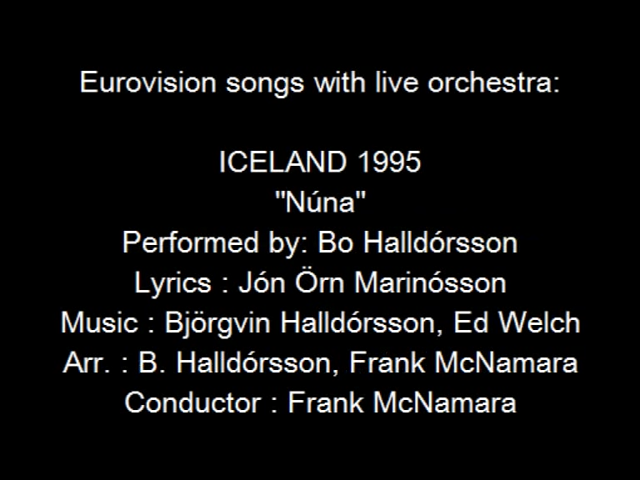 Eurovision songs with live orchestra:
ICELAND 1995
"Núna"
Performed by: Bo Halldórsson
Lyrics : Jón Örn Marinósson
Music : Björgvin Halldórsson, Ed Welch
Arr. : B. Halldórsson, Frank McNamara
Conductor : Frank McNamara